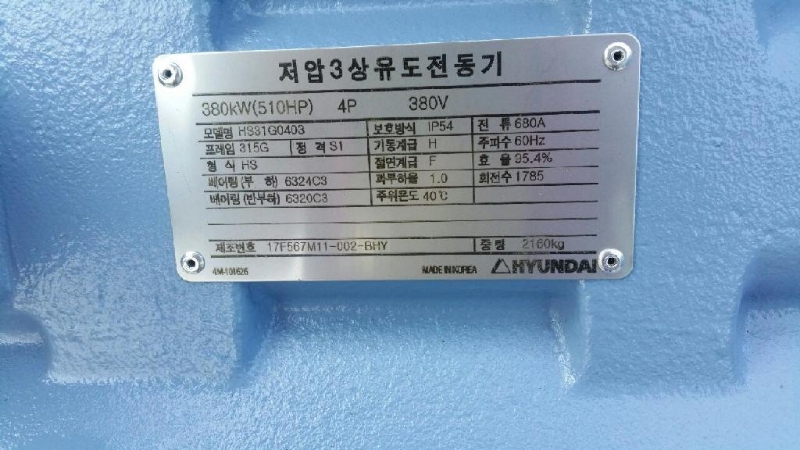 저압3상유도전동기
380kW(510HP) 4P 380V
모델명 HS31G0403 보호방식 IP54 전 류 680A
프레임 315G 정 격 S1 기동계급 H 주파수 60Hz
형 식 HS 절연계급 F 효 율 95.4%
베어링(부 하) 6324C3 과부하율 1.0 회전수 1785
베어링(반부하) 6320C3 주위온도 40℃
제조번호 17F567M11-002-BHY 중 량 2160kg
MADE IN KOREA HYUNDAI